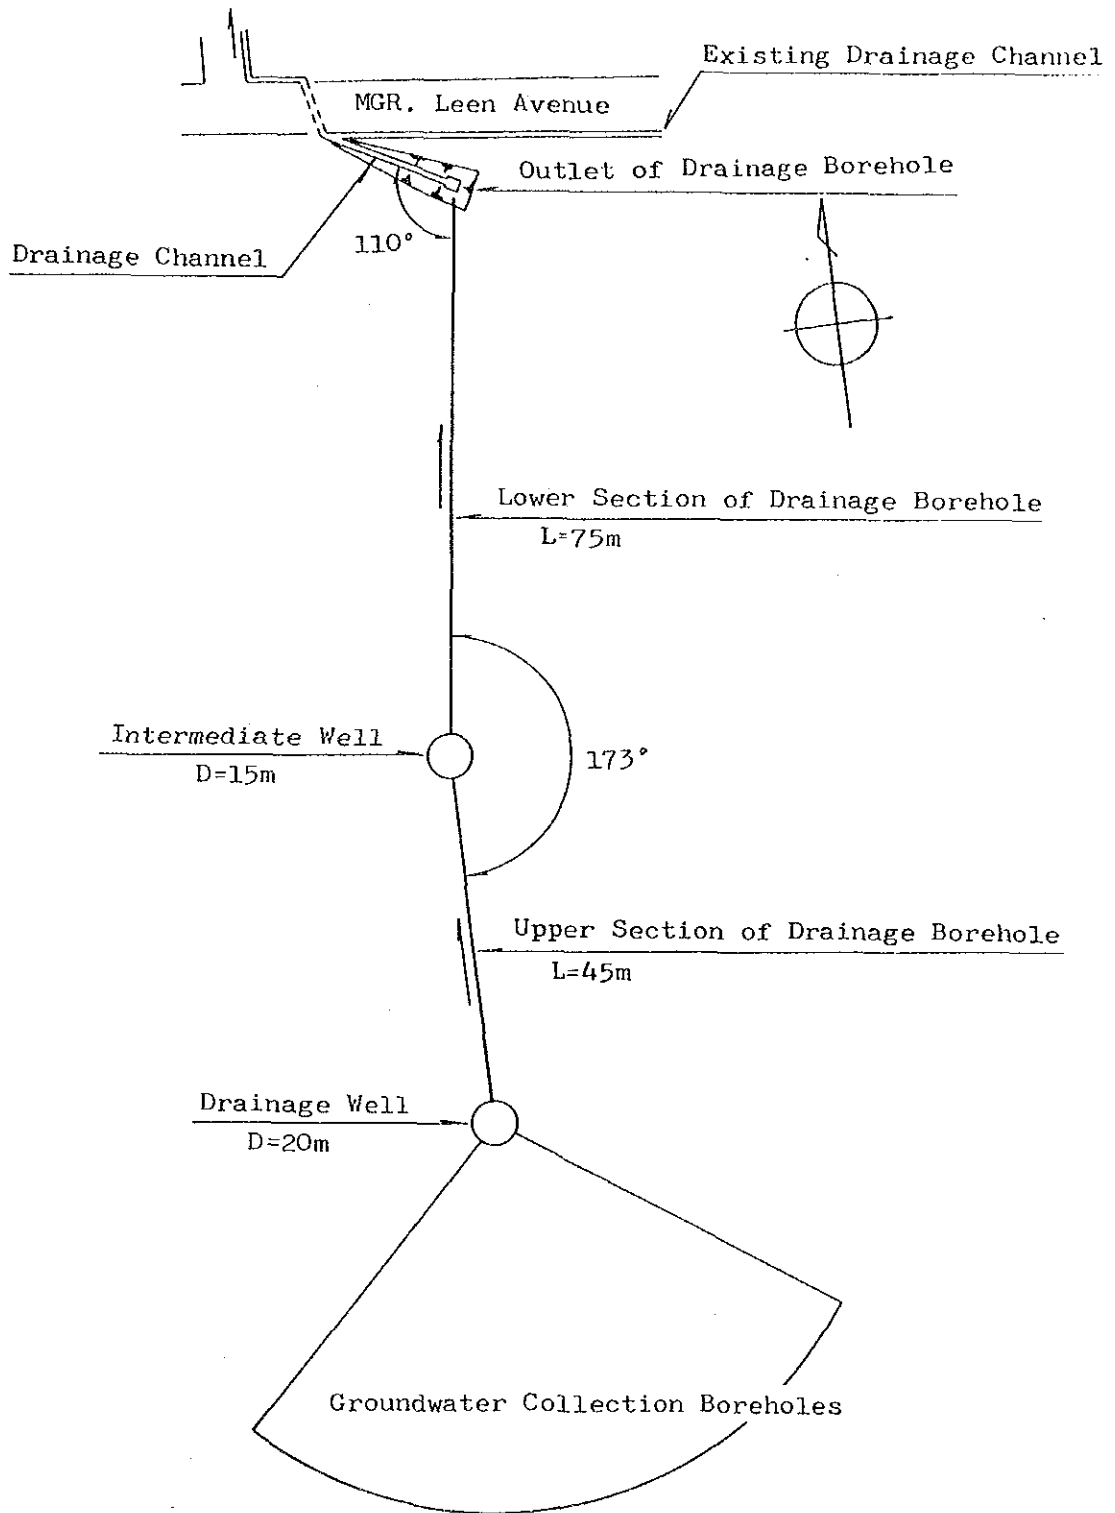 Existing Drainage Channel
MGR. Leen Avenue
Outlet of Drainage Borehole
110°
Drainage Channel
Lower Section of Drainage Borehole
L=75m
Intermediate Well
D=15m
173°
Upper Section of Drainage Borehole
L=45m
Drainage Well
D=20m
Groundwater Collection Boreholes